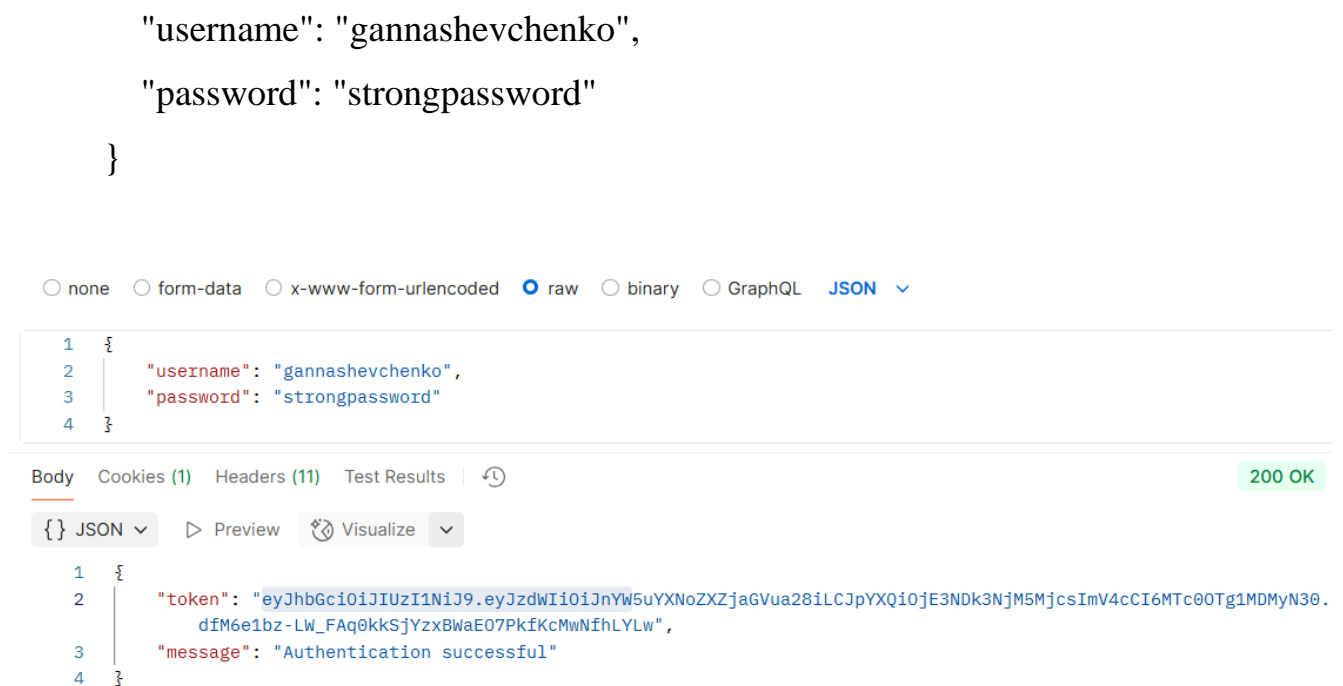 "username": "gannashevchenko",
"password": "strongpassword"
}
none form-data x-www-form-urlencoded raw binary GraphQL JSON
1 {
2 "username": "gannashevchenko",
3 "password": "strongpassword"
4 }
Body Cookies (1) Headers (11) Test Results 200 OK
{} JSON Preview Visualize
1 {
2 "token": "eyJhbGciOiJIUzI1NiJ9.eyJzdWIiOiJnYW5uYXNoZXZjaGVua28iLCJpYXQiOjE3NDk3NjM5MjcsImV4cCI6MTc0OTg1MDMyN30.
dfM6e1bz-LW_FAq0kkSjYzxBWaEO7PkfKcMwNfhLYLw",
3 "message": "Authentication successful"
4 }